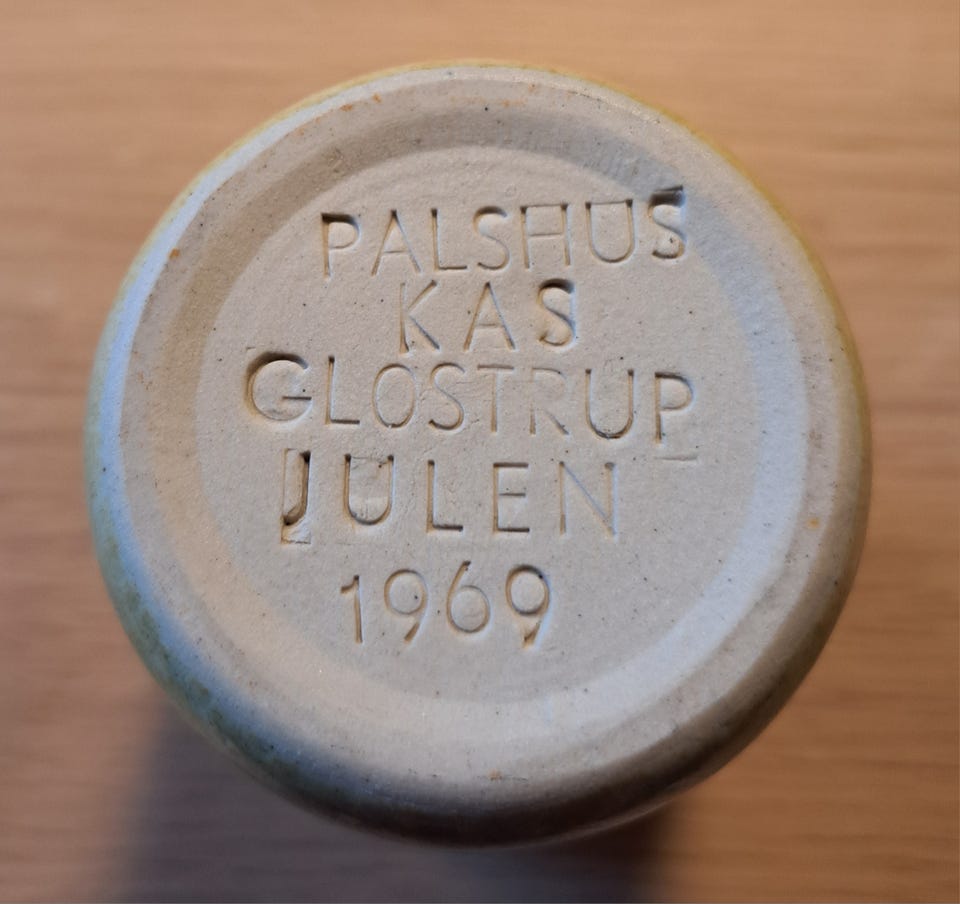 PALSHUS
KAS
GLOSTRUP
JULEN
1969